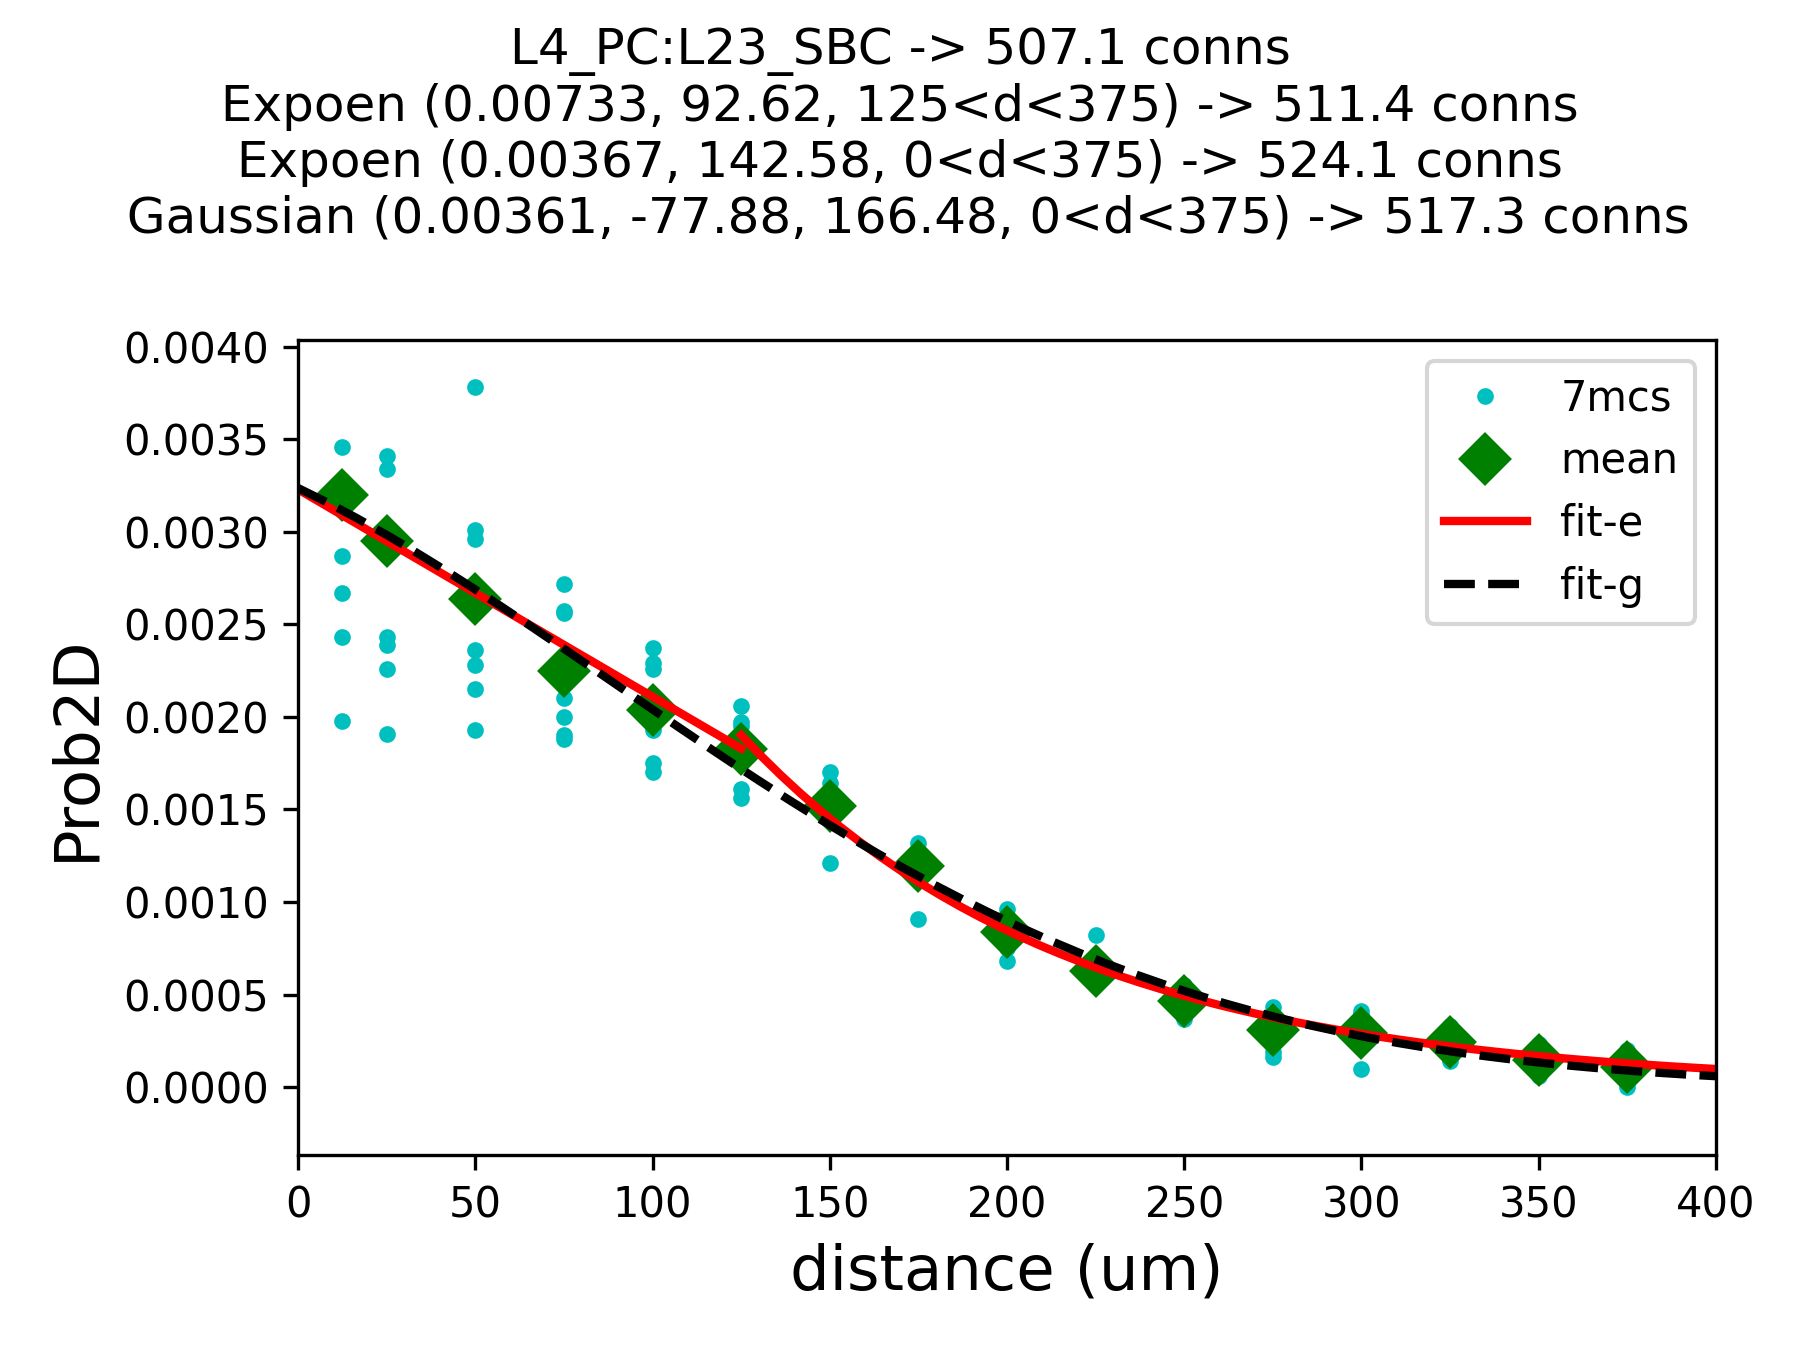 L4_PC:L23_SBC -> 507.1 conns
Expoen (0.00733, 92.62, 125<d<375) -> 511.4 conns
Expoen (0.00367, 142.58, 0<d<375) -> 524.1 conns
Gaussian (0.00361, -77.88, 166.48, 0<d<375) -> 517.3 conns
0.0040
0.0035
0.0030
0.0025
0.0020
0.0015
0.0010
0.0005
0.0000
Prob2D
7mcs
mean
fit-e
fit-g
0 50 100 150 200 250 300 350 400
distance (um)